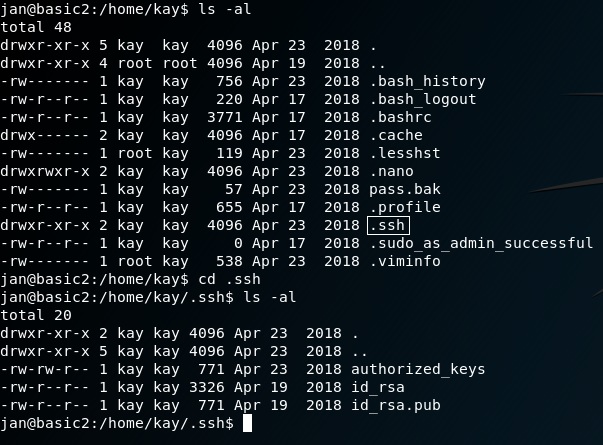 jan@basic2:/home/kay$ ls -al
total 48
drwxr-xr-x 5 kay  kay  4096 Apr 23  2018 .
drwxr-xr-x 4 root root 4096 Apr 19  2018 ..
-rw------- 1 kay  kay   756 Apr 23  2018 .bash_history
-rw-r--r-- 1 kay  kay   220 Apr 17  2018 .bash_logout
-rw-r--r-- 1 kay  kay  3771 Apr 17  2018 .bashrc
drwx------ 2 kay  kay  4096 Apr 17  2018 .cache
-rw------- 1 root kay   119 Apr 23  2018 .lesshst
drwxrwxr-x 2 kay  kay  4096 Apr 23  2018 .nano
-rw------- 1 kay  kay    57 Apr 23  2018 pass.bak
-rw-r--r-- 1 kay  kay   655 Apr 17  2018 .profile
drwxr-xr-x 2 kay  kay  4096 Apr 23  2018 .ssh
-rw-r--r-- 1 kay  kay     0 Apr 17  2018 .sudo_as_admin_successful
-rw------- 1 root kay   538 Apr 23  2018 .viminfo
jan@basic2:/home/kay$ cd .ssh
jan@basic2:/home/kay/.ssh$ ls -al
total 20
drwxr-xr-x 2 kay kay 4096 Apr 23  2018 .
drwxr-xr-x 5 kay kay 4096 Apr 23  2018 ..
-rw-rw-r-- 1 kay kay  771 Apr 23  2018 authorized_keys
-rw-r--r-- 1 kay kay 3326 Apr 19  2018 id_rsa
-rw-r--r-- 1 kay kay  771 Apr 19  2018 id_rsa.pub
jan@basic2:/home/kay/.ssh$